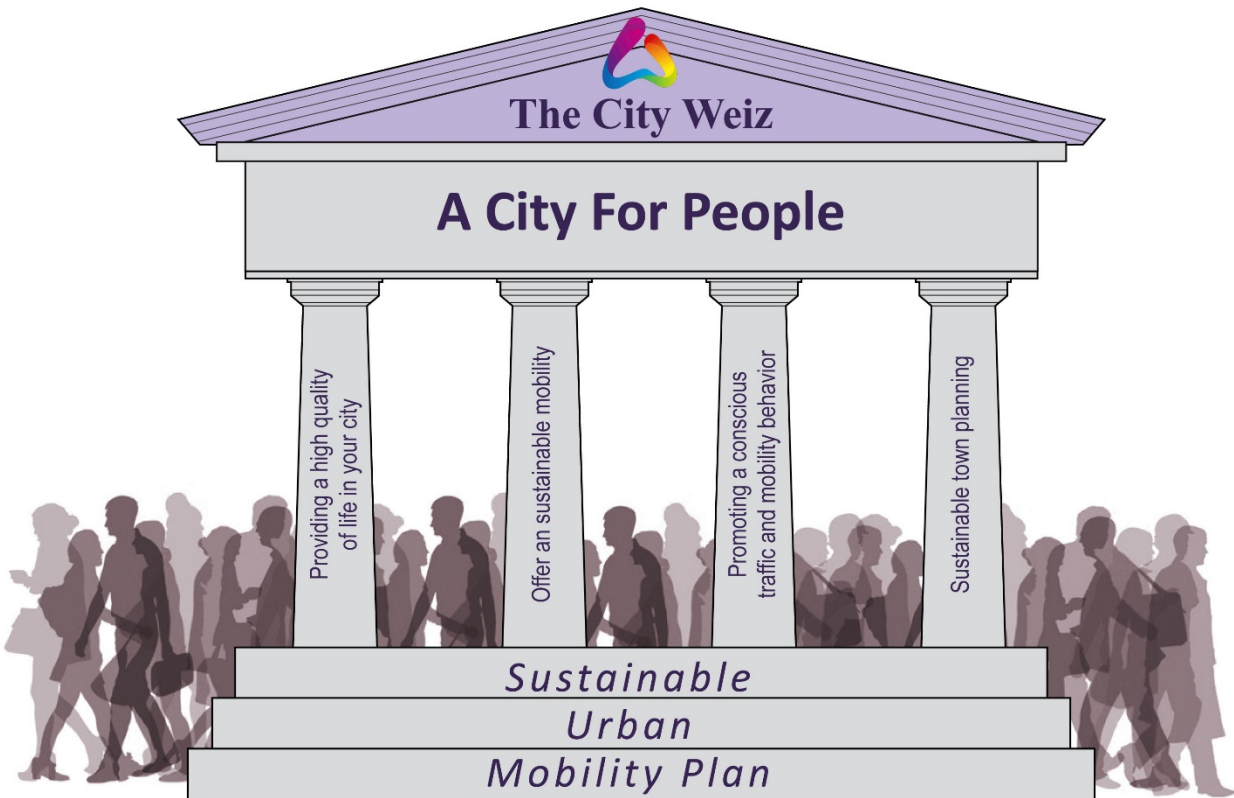 The City Weiz
A City For People
Providing a high quality
of life in your city
Offer an sustainable mobility
Promoting a conscious
traffic and mobility behavior
Sustainable town planning
Sustainable
Urban
Mobility Plan